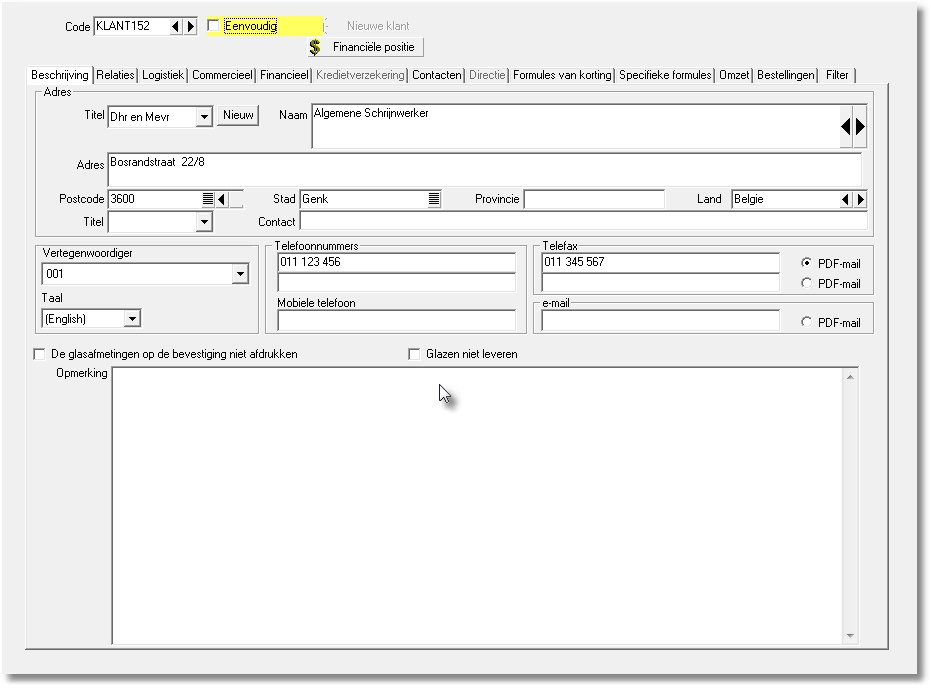 Code KLANT152 Eenvoudig Nieuwe klant
$ Financiële positie
Beschrijving Relaties Logistiek Commercieel Financieel Kredietverzekering Contacten Directie Formules van korting Specifieke formules Omzet Bestellingen Filter
Adres
Titel Dhr en Mevr Nieuw Naam Algemene Schrijnwerker
Adres Bosrandstraat 22/8
Postcode 3600 Stad Genk Provincie Land Belgie
Titel Contact
Vertegenwoordiger Telefoonnummers Telefax
001 011 123 456 011 345 567 PDF-mail
PDF-mail
Taal Mobiele telefoon e-mail
(English) PDF-mail
De glasafmetingen op de bevestiging niet afdrukken Glazen niet leveren
Opmerking